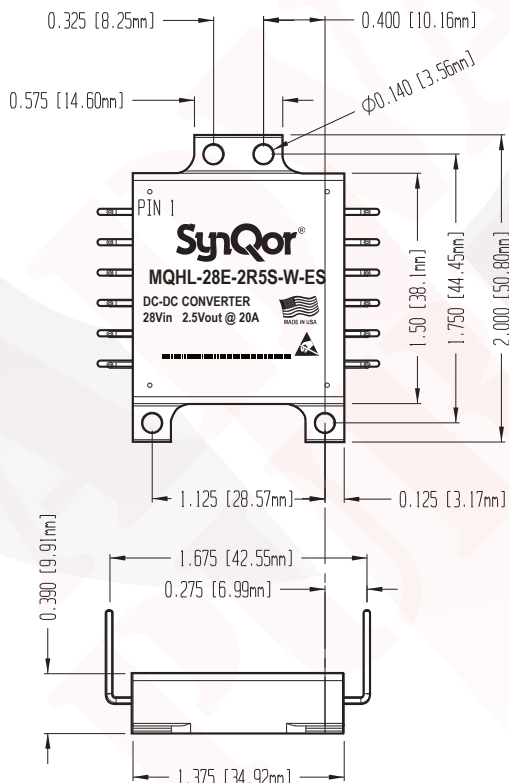 0.325 [8.25mm]
0.400 [10.16mm]
0.575 [14.60mm]
Ø0.140 [3.56mm]
PIN 1
SynQor®
MQHL-28E-2R5S-W-ES
DC-DC CONVERTER
28Vin 2.5Vout @ 20A
MADE IN USA
1.50 [38.1mm]
1.750 [44.45mm]
2.000 [50.80mm]
1.125 [28.57mm]
0.125 [3.17mm]
1.675 [42.55mm]
0.275 [6.99mm]
0.390 [9.91mm]
1.375 [34.92mm]